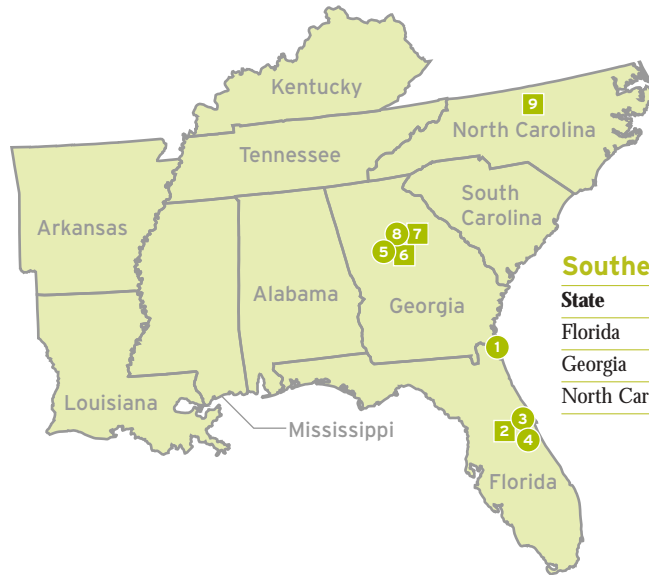 Kentucky
9
North Carolina
Tennessee
South
Carolina
Arkansas
8 7
5 6
Southe
Alabama
Georgia
State
Florida
1
Georgia
North Car
Louisiana
Mississippi
3
2
4
Florida